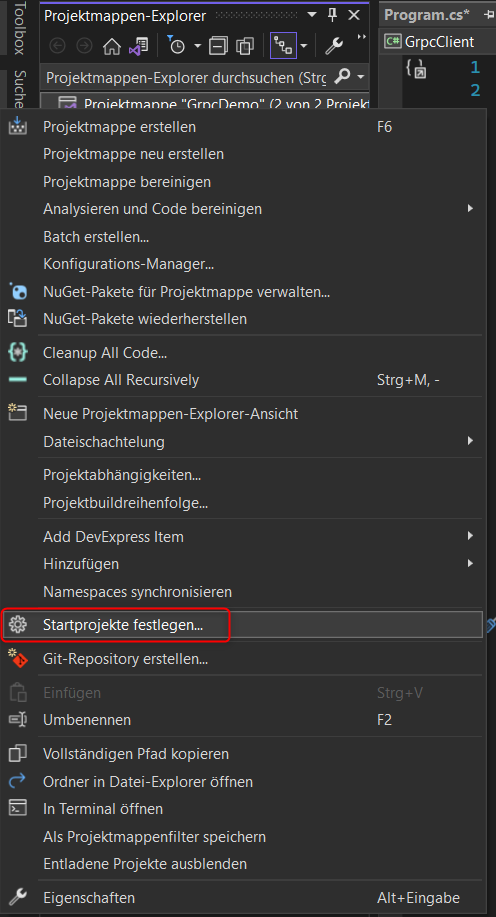 Toolbox
Suche
Projektmappen-Explorer
Program.cs*
GrpcClient
Projektmappen-Explorer durchsuchen (Strg
1
2
Projektmappe "GrpcDemo" (2 von 2 Projekt
Projektmappe erstellen F6
Projektmappe neu erstellen
Projektmappe bereinigen
Analysieren und Code bereinigen
Batch erstellen...
Konfigurations-Manager...
NuGet-Pakete für Projektmappe verwalten...
NuGet-Pakete wiederherstellen
Cleanup All Code...
Collapse All Recursively Strg+M, -
Neue Projektmappen-Explorer-Ansicht
Dateischachtelung
Projektabhängigkeiten...
Projektbuildreihenfolge...
Add DevExpress Item
Hinzufügen
Namespaces synchronisieren
Startprojekte festlegen...
Git-Repository erstellen...
Einfügen Strg+V
Umbenennen F2
Vollständigen Pfad kopieren
Ordner in Datei-Explorer öffnen
In Terminal öffnen
Als Projektmappenfilter speichern
Entladene Projekte ausblenden
Eigenschaften Alt+Eingabe